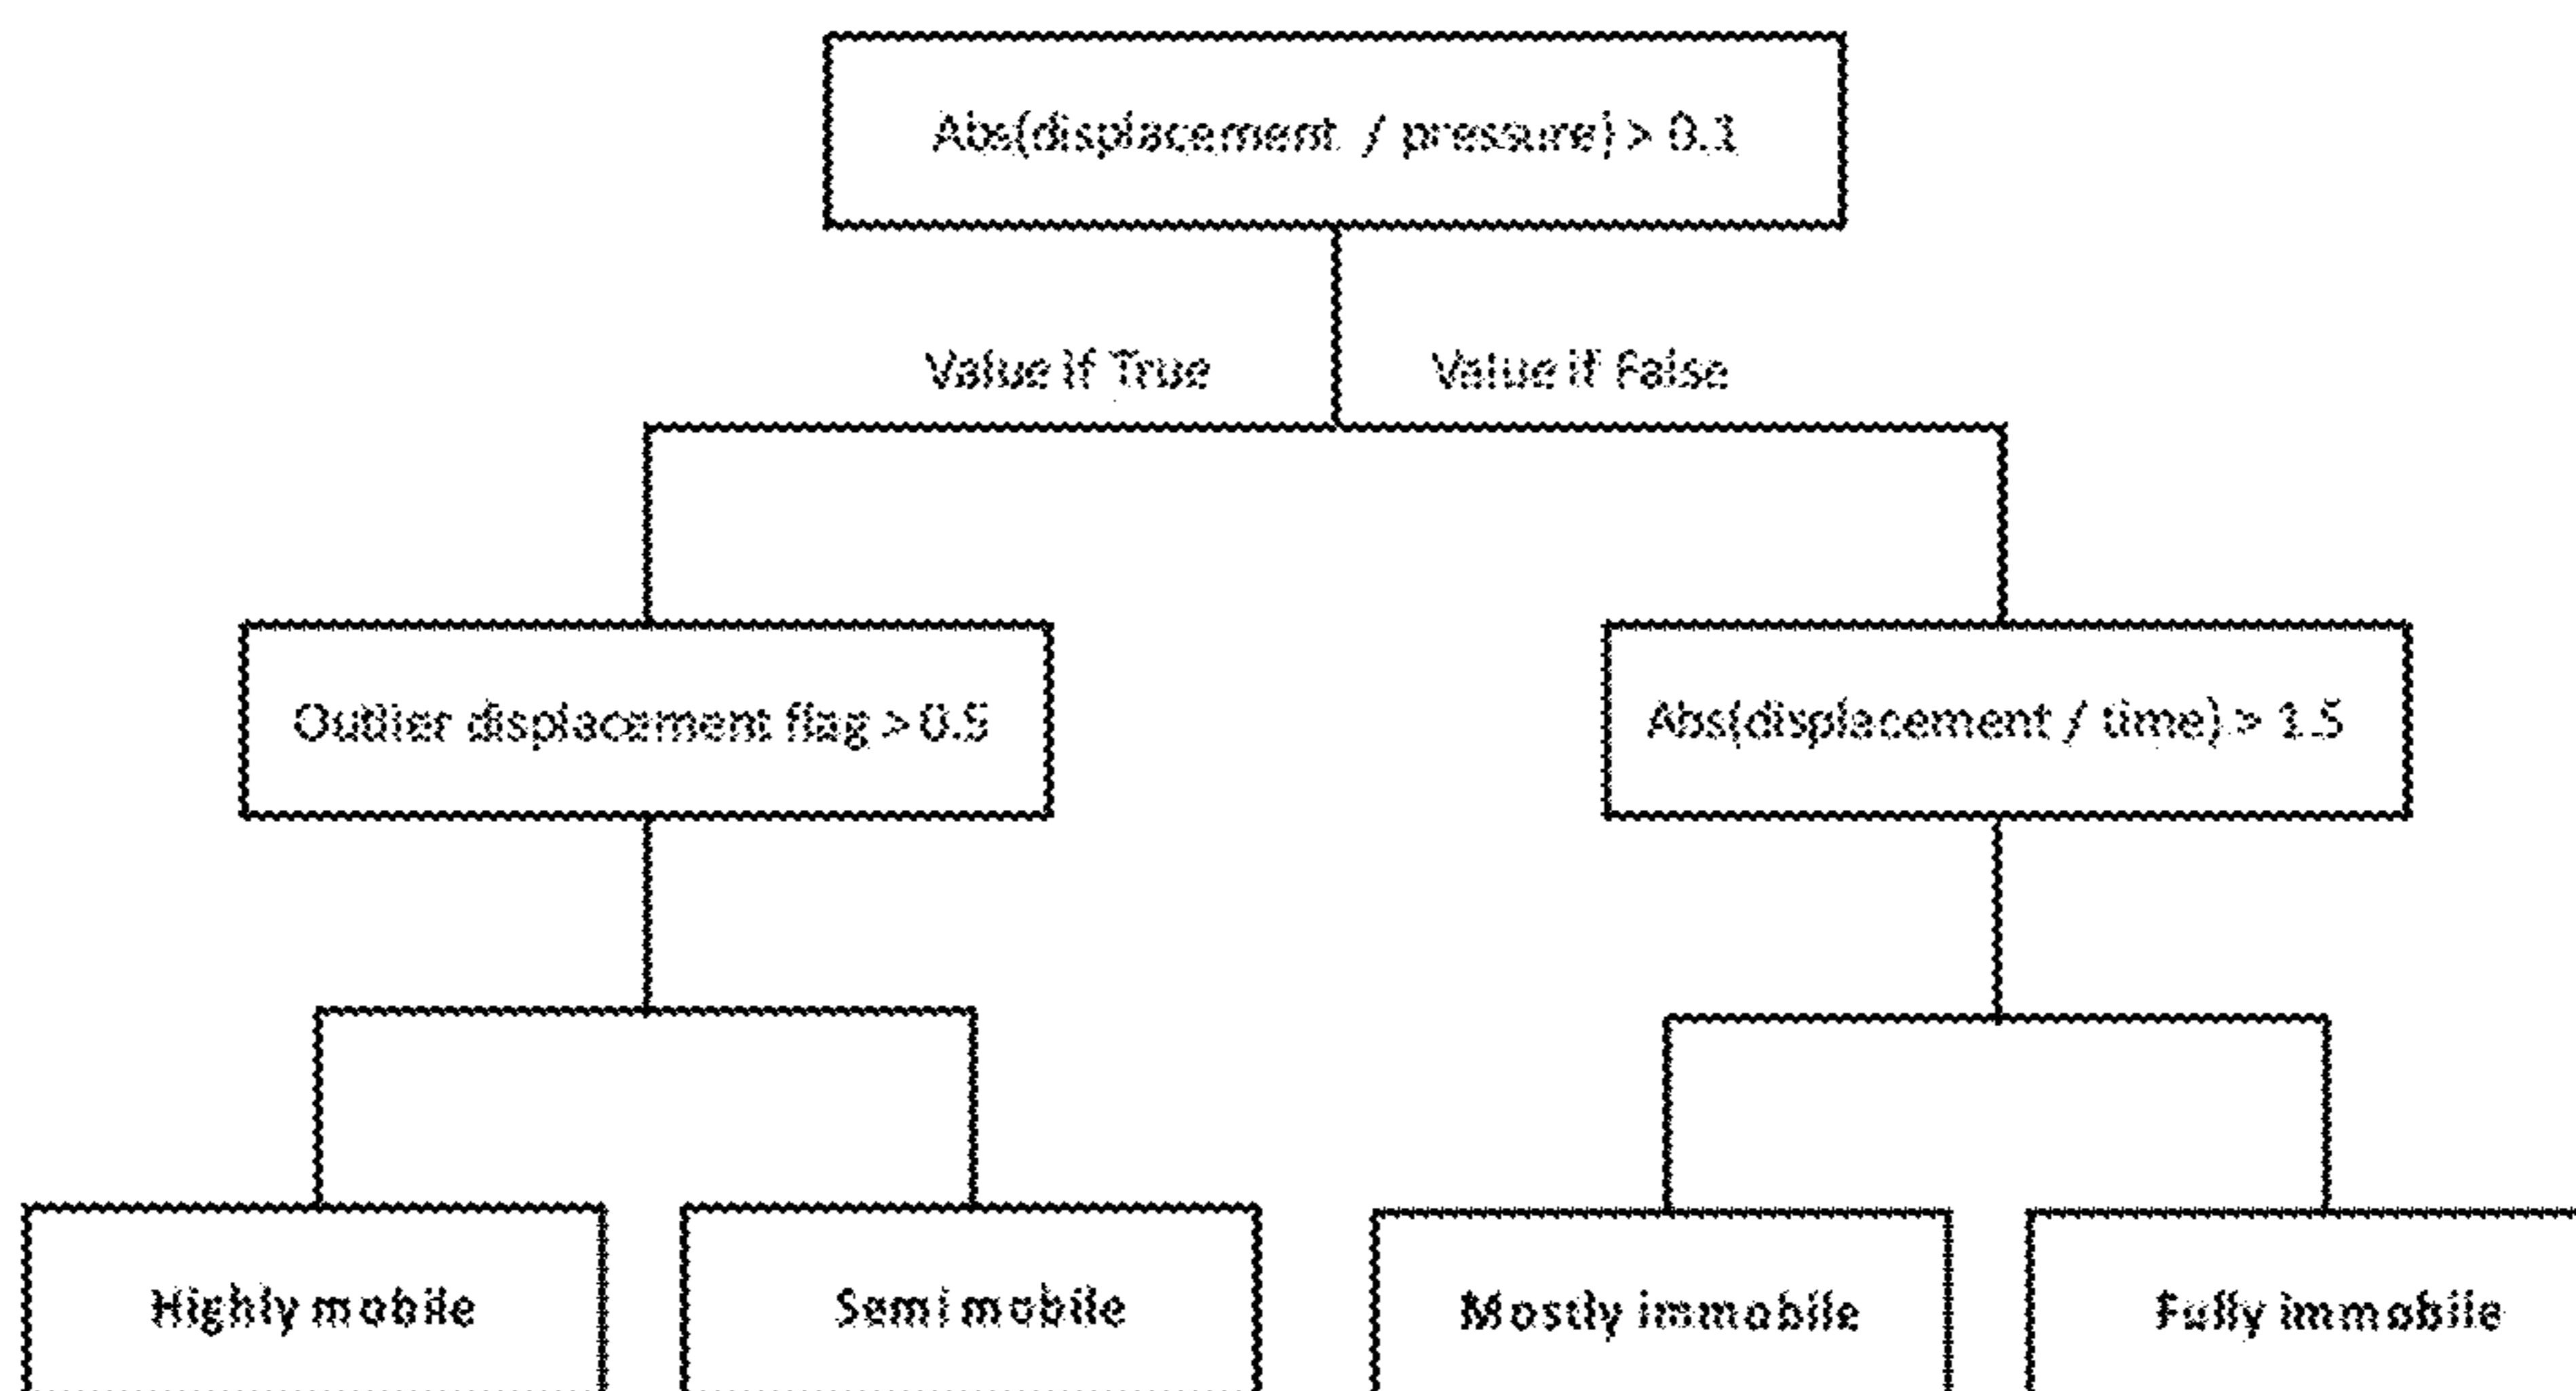 Abs(displacement / pressure) > 0.1
Value if True
Value if False
Outlier displacement flag > 0.5
Abs(displacement / time) > 1.5
Highly mobile
Semi mobile
Mostly immobile
Fully immobile